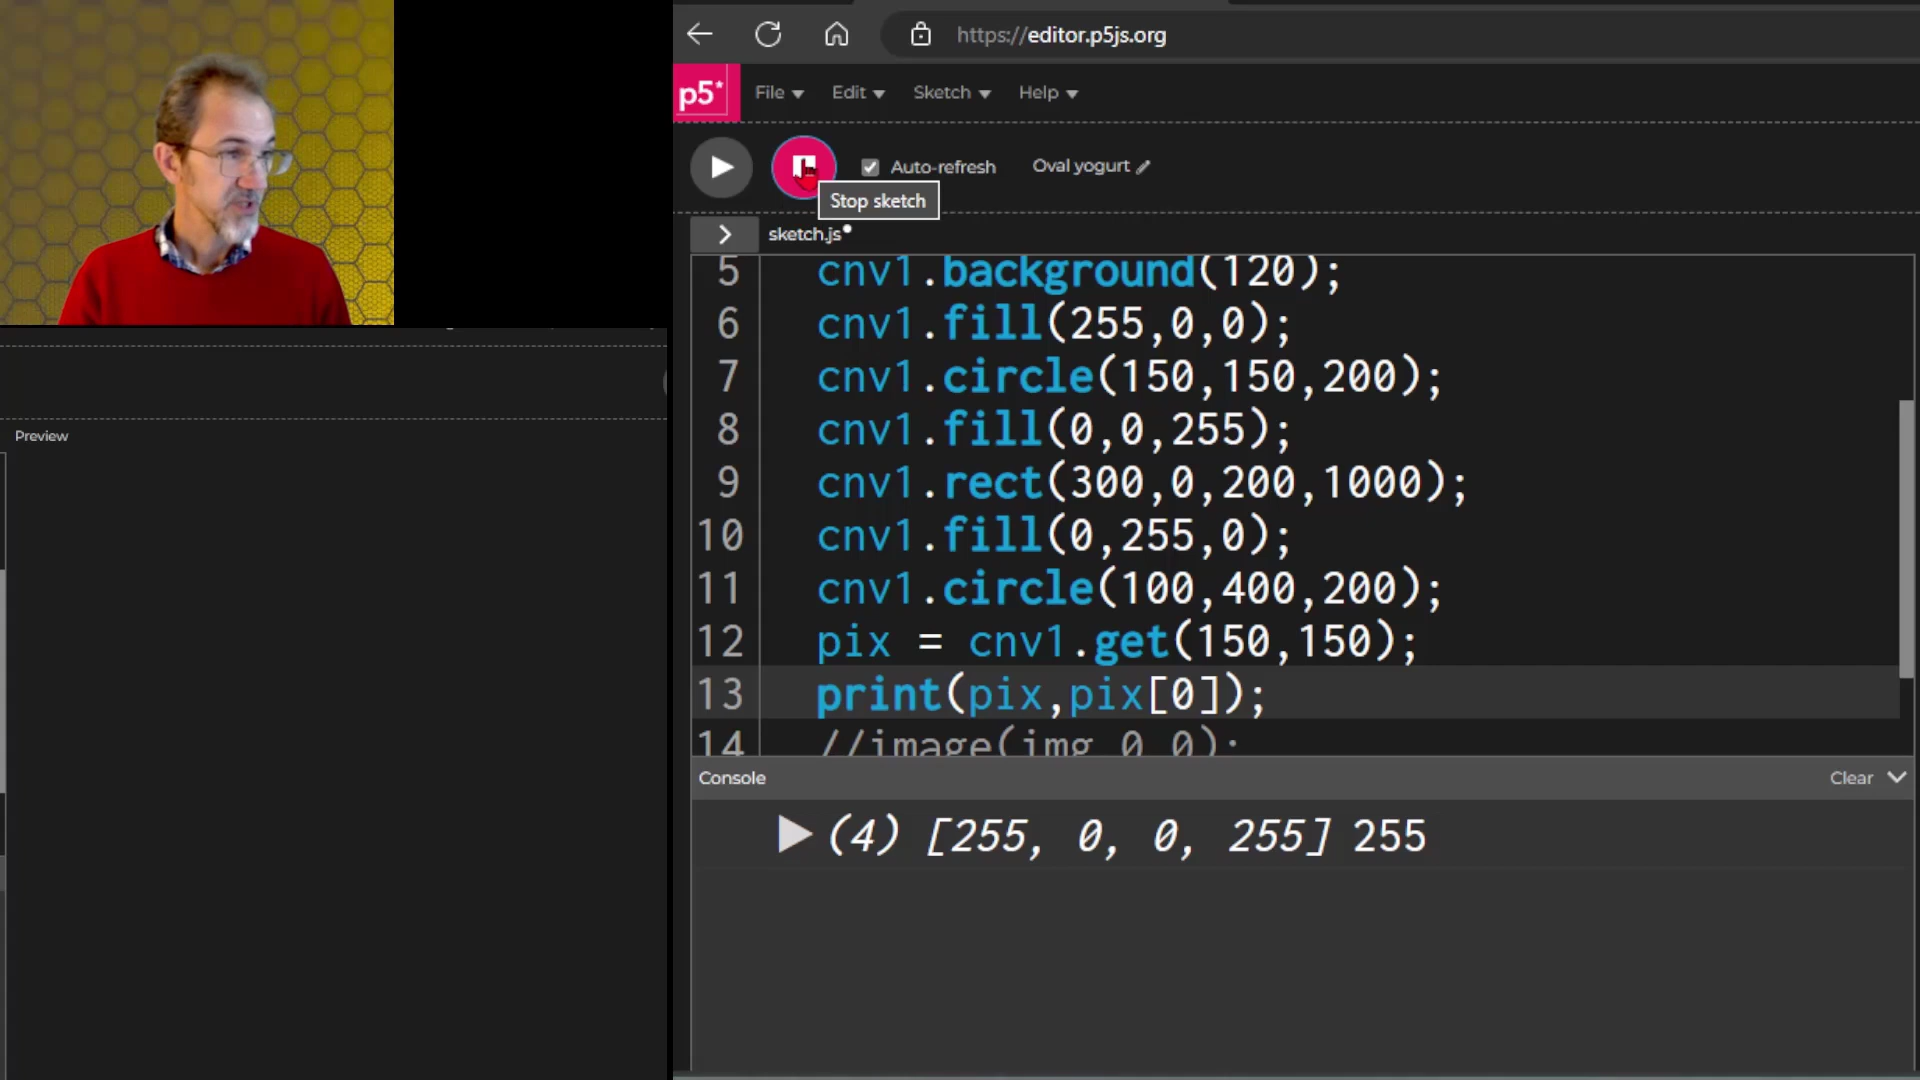 https://editor.p5js.org
p5*
File Edit Sketch Help
Auto-refresh Oval yogurt
Stop sketch
sketch.js
Preview
5 cnv1.background(120);
6 cnv1.fill(255,0,0);
7 cnv1.circle(150,150,200);
8 cnv1.fill(0,0,255);
9 cnv1.rect(300,0,200,1000);
10 cnv1.fill(0,255,0);
11 cnv1.circle(100,400,200);
12 pix = cnv1.get(150,150);
13 print(pix,pix[0]);
14 //image(img 0 0);
Console Clear
(4) [255, 0, 0, 255] 255